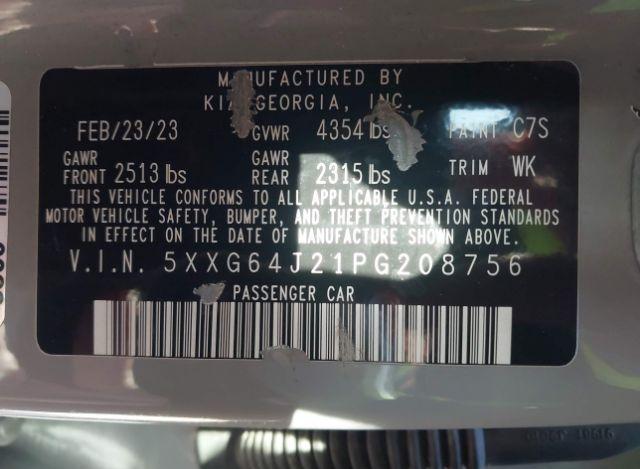 MANUFACTURED BY
KIA GEORGIA, INC.
FEB/23/23 GVWR 4354 lbs PAINT C7S
GAWR FRONT 2513 lbs GAWR REAR 2315 lbs TRIM WK
THIS VEHICLE CONFORMS TO ALL APPLICABLE U.S.A. FEDERAL
MOTOR VEHICLE SAFETY, BUMPER, AND THEFT PREVENTION STANDARDS
IN EFFECT ON THE DATE OF MANUFACTURE SHOWN ABOVE.
V.I.N. 5XXG64J21PG208756
PASSENGER CAR